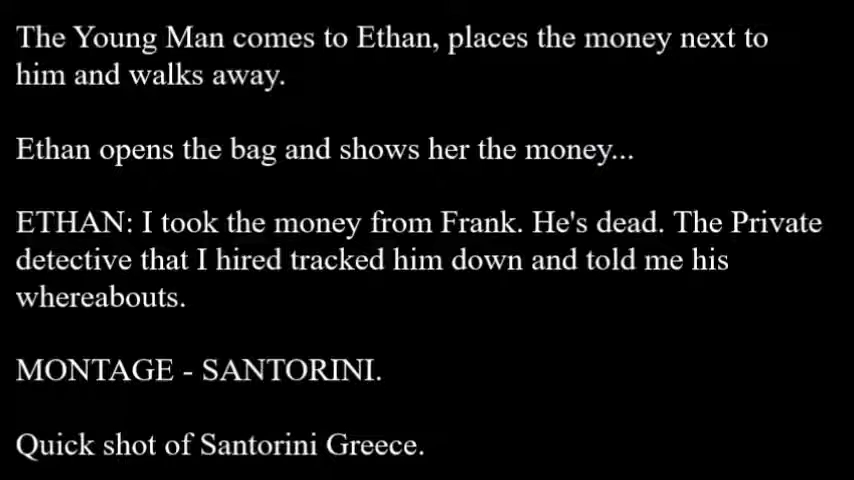 The Young Man comes to Ethan, places the money next to
him and walks away.
Ethan opens the bag and shows her the money...
ETHAN: I took the money from Frank. He's dead. The Private
detective that I hired tracked him down and told me his
whereabouts.
MONTAGE - SANTORINI.
Quick shot of Santorini Greece.